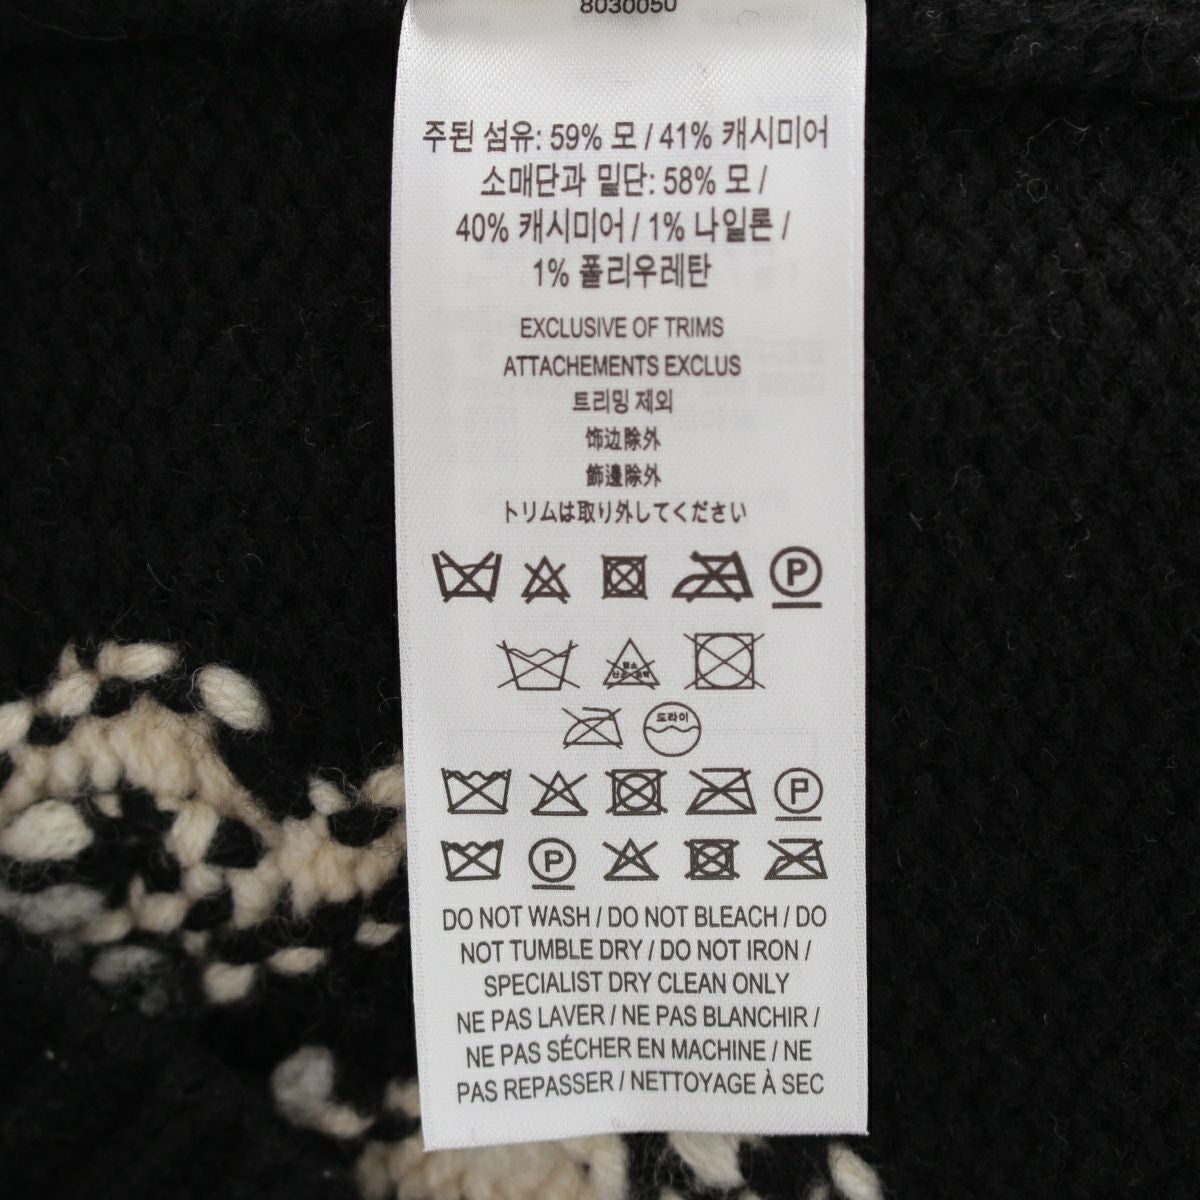 8030050
주된 섬유: 59% 모 / 41% 캐시미어
소매단과 밑단: 58% 모 /
40% 캐시미어 / 1% 나일론 /
1% 폴리우레탄
EXCLUSIVE OF TRIMS
ATTACHEMENTS EXCLUS
트리밍 제외
饰边除外
飾邊除外
トリムは取り外してください
P
도라이
P
P
DO NOT WASH / DO NOT BLEACH / DO
NOT TUMBLE DRY / DO NOT IRON /
SPECIALIST DRY CLEAN ONLY
NE PAS LAVER / NE PAS BLANCHIR /
NE PAS SÉCHER EN MACHINE / NE
PAS REPASSER / NETTOYAGE À SEC